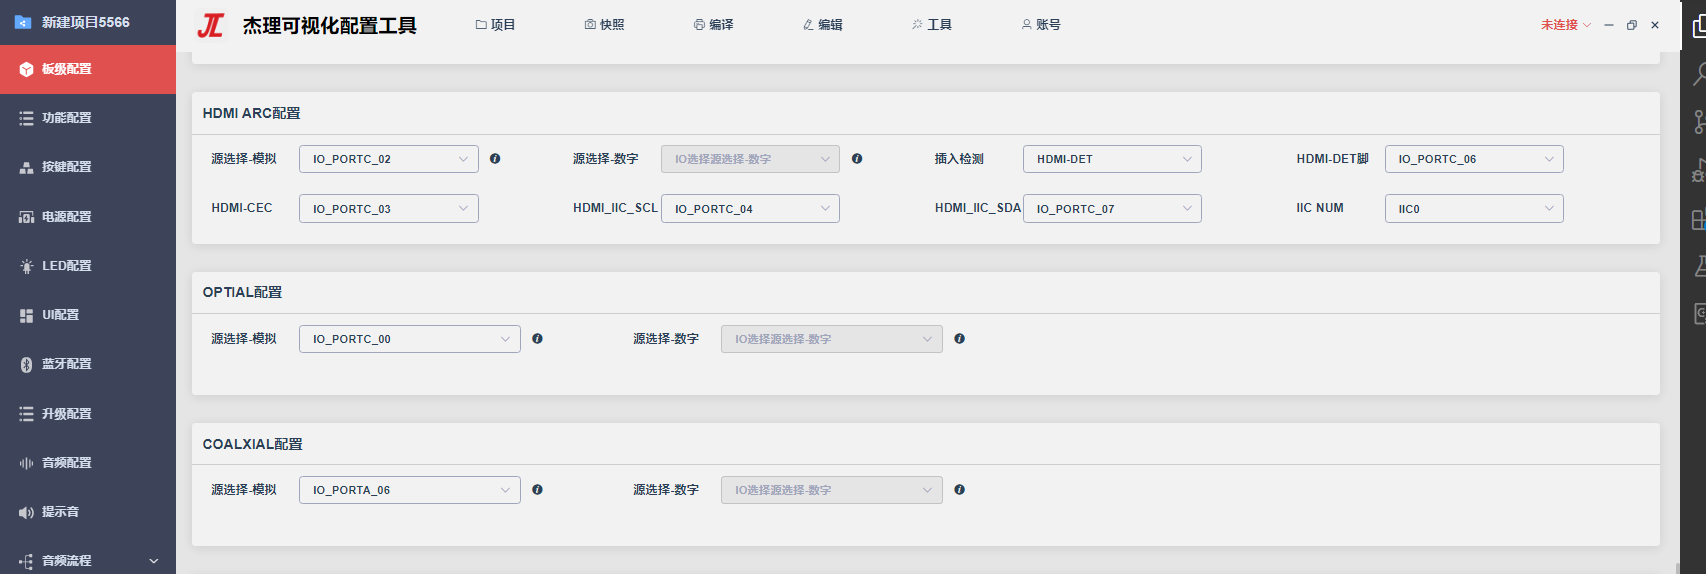 新建项目5566
杰理可视化配置工具 项目 快照 编译 编辑 工具 账号 未连接
板级配置
功能配置
按键配置
电源配置
LED配置
UI配置
蓝牙配置
升级配置
音频配置
提示音
音频流程
HDMI ARC配置
源选择-模拟 IO_PORTC_02 源选择-数字 IO选择源选择-数字 插入检测 HDMI-DET HDMI-DET脚 IO_PORTC_06
HDMI-CEC IO_PORTC_03 HDMI_IIC_SCL IO_PORTC_04 HDMI_IIC_SDA IO_PORTC_07 IIC NUM IIC0
OPTIAL配置
源选择-模拟 IO_PORTC_00 源选择-数字 IO选择源选择-数字
COALXIAL配置
源选择-模拟 IO_PORTA_06 源选择-数字 IO选择源选择-数字